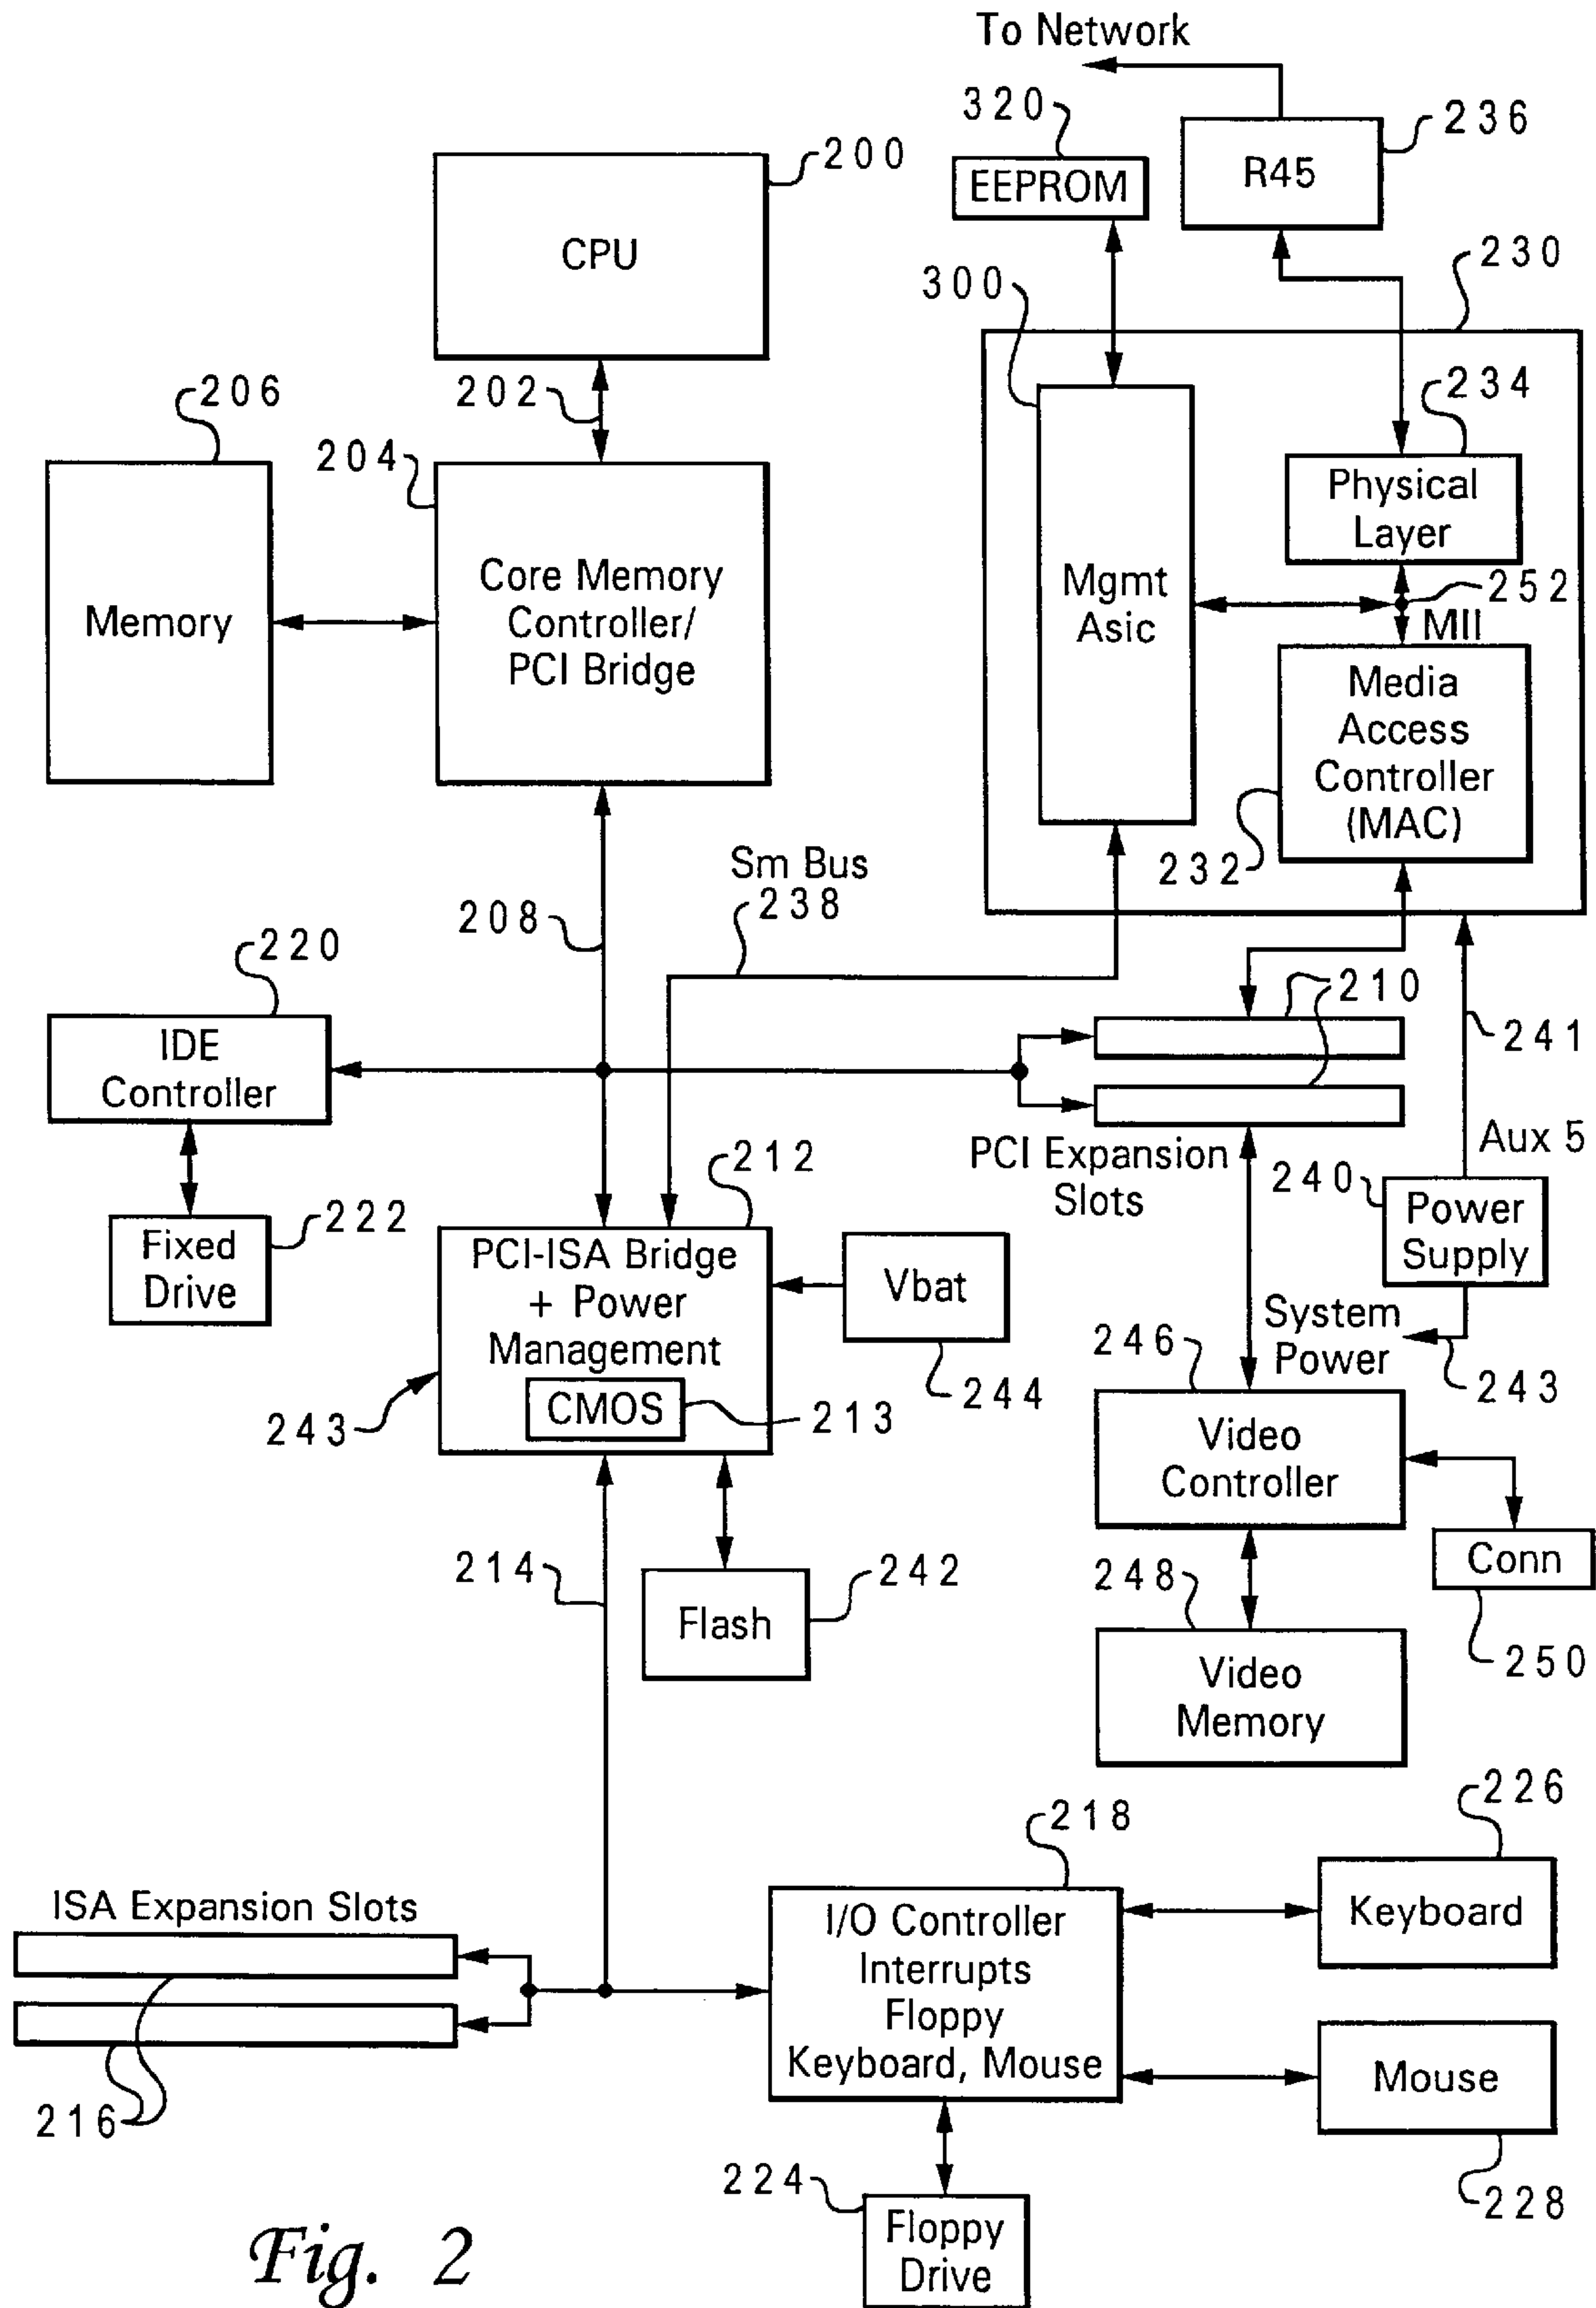 To Network
320
236
200
EEPROM
R45
CPU
230
300
206
202
234
204
Physical
Layer
Memory
Core Memory
Controller/
PCI Bridge
Mgmt
Asic
252
MII
Media
Access
Controller
(MAC)
232
Sm Bus
238
208
220
210
241
IDE
Controller
Aux 5
PCI Expansion
Slots
212
240
222
Fixed
Drive
PCI-ISA Bridge
+ Power
Management
CMOS
Vbat
Power
Supply
System
Power
246
243
244
243
213
Video
Controller
214
242
Conn
248
Flash
250
Video
Memory
226
218
ISA Expansion Slots
I/O Controller
Interrupts
Floppy
Keyboard, Mouse
Keyboard
Mouse
216
224
228
Floppy
Drive
Fig. 2